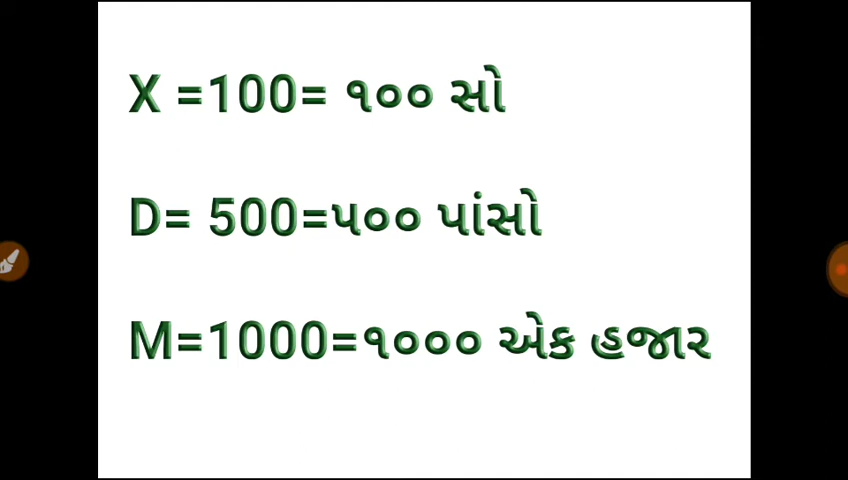 X =100= ૧૦૦ સો
D= 500=૫૦૦ પાંસો
M=1000=૧૦૦૦ એક હજાર